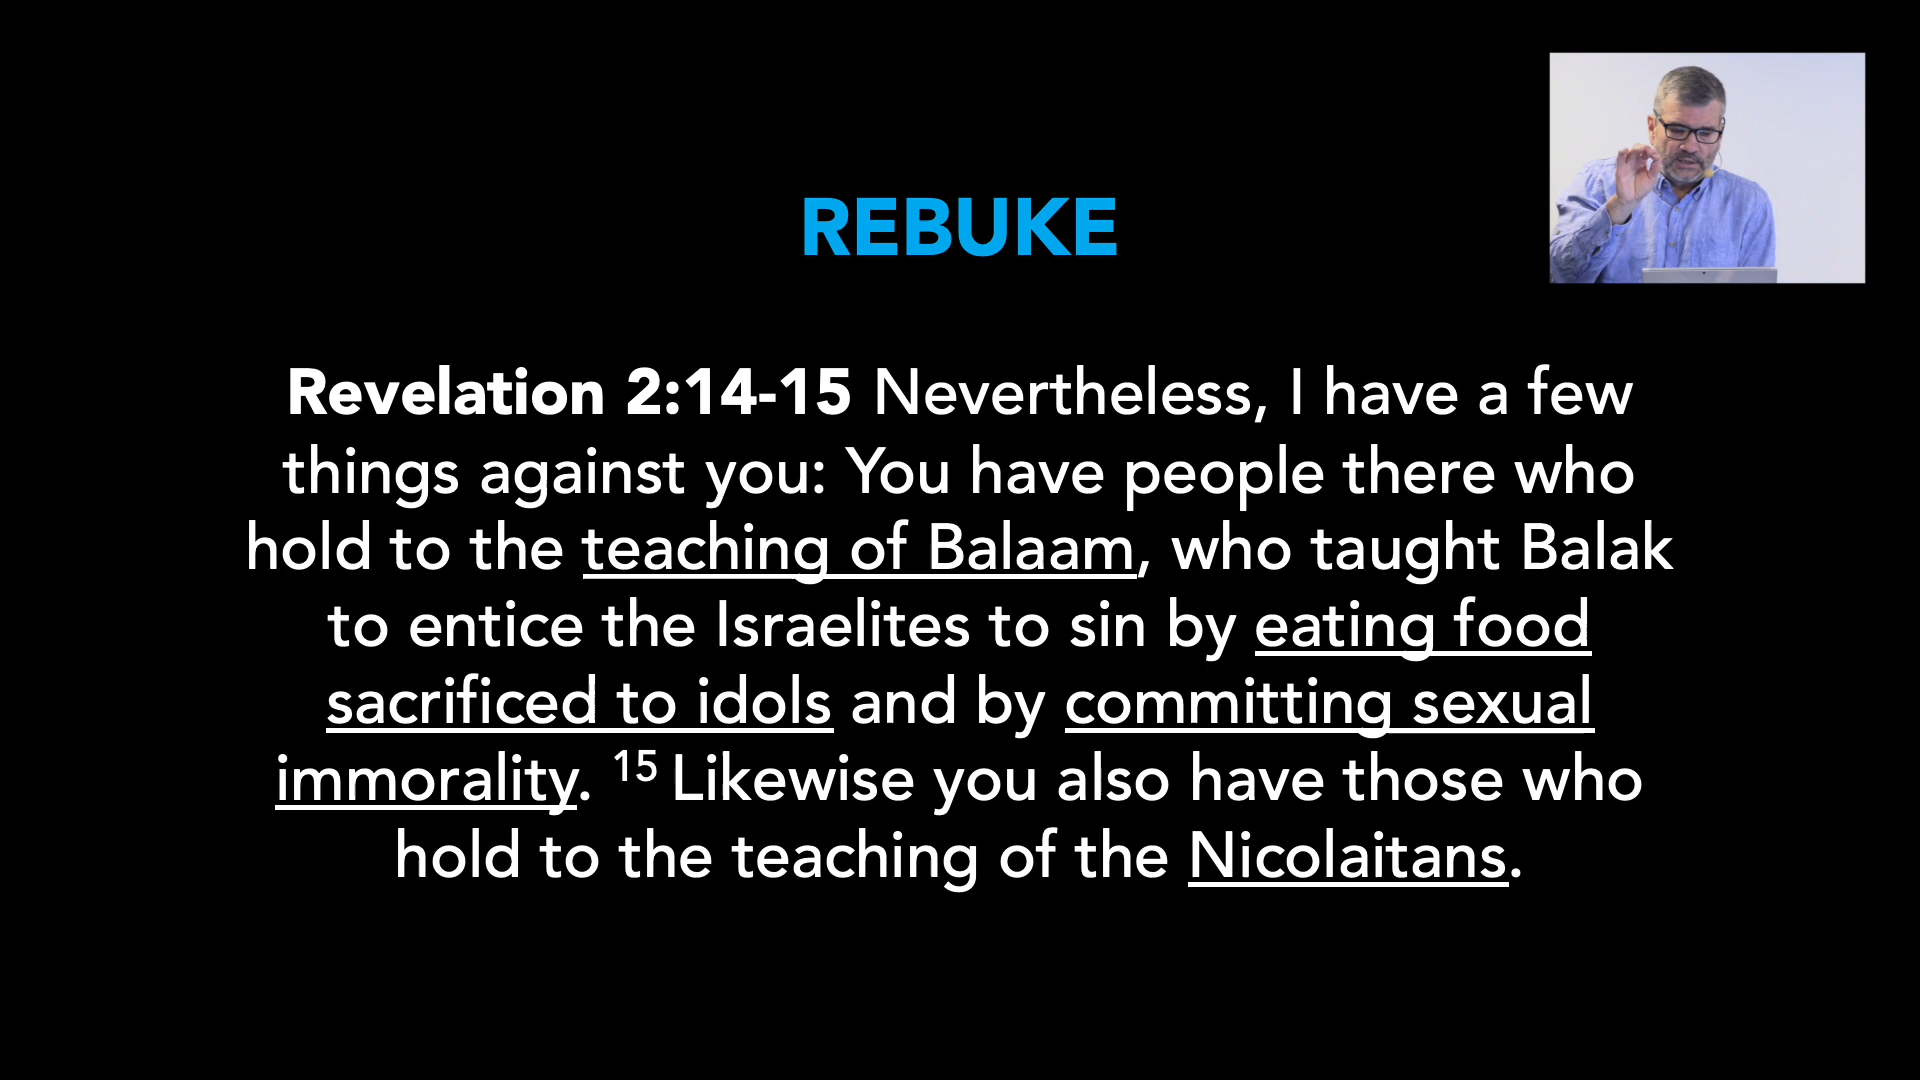 REBUKE
Revelation 2:14-15 Nevertheless, I have a few
things against you: You have people there who
hold to the teaching of Balaam, who taught Balak
to entice the Israelites to sin by eating food
sacrificed to idols and by committing sexual
immorality. 15 Likewise you also have those who
hold to the teaching of the Nicolaitans.